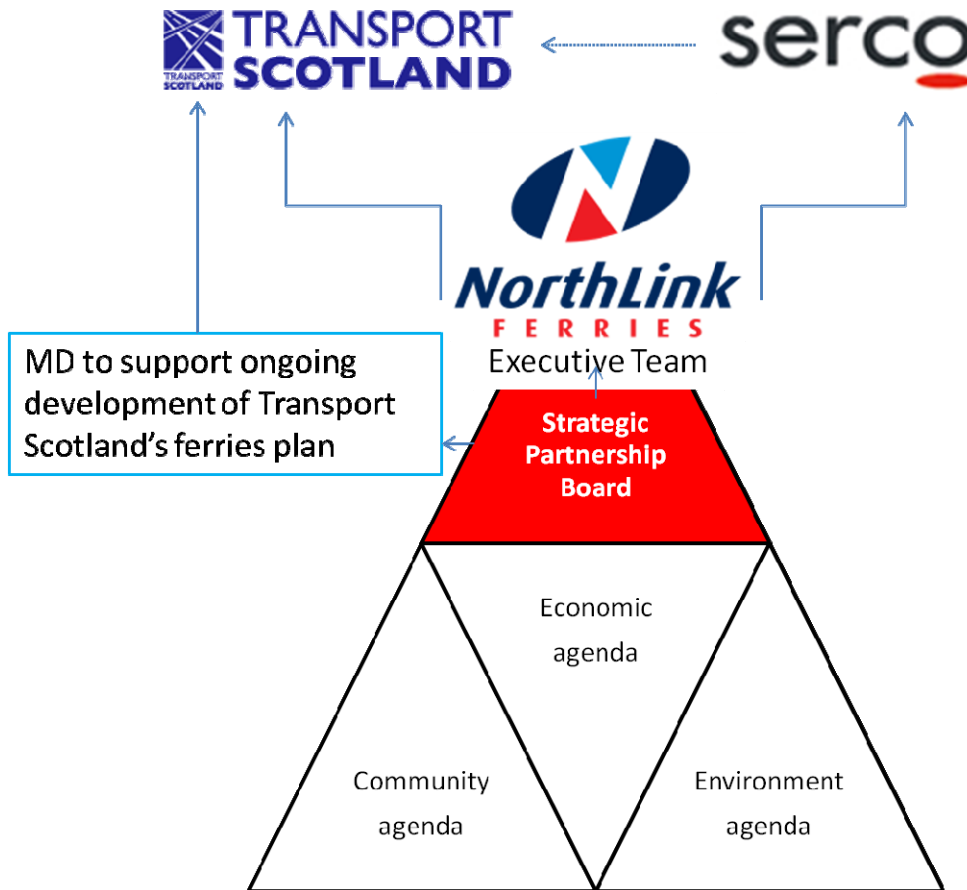 TRANSPORT
SCOTLAND
TRANSPORT
SCOTLAND
serco
NorthLink
FERRIES
Executive Team
MD to support ongoing
development of Transport
Scotland's ferries plan
Strategic
Partnership
Board
Economic
agenda
Community
agenda
Environment
agenda